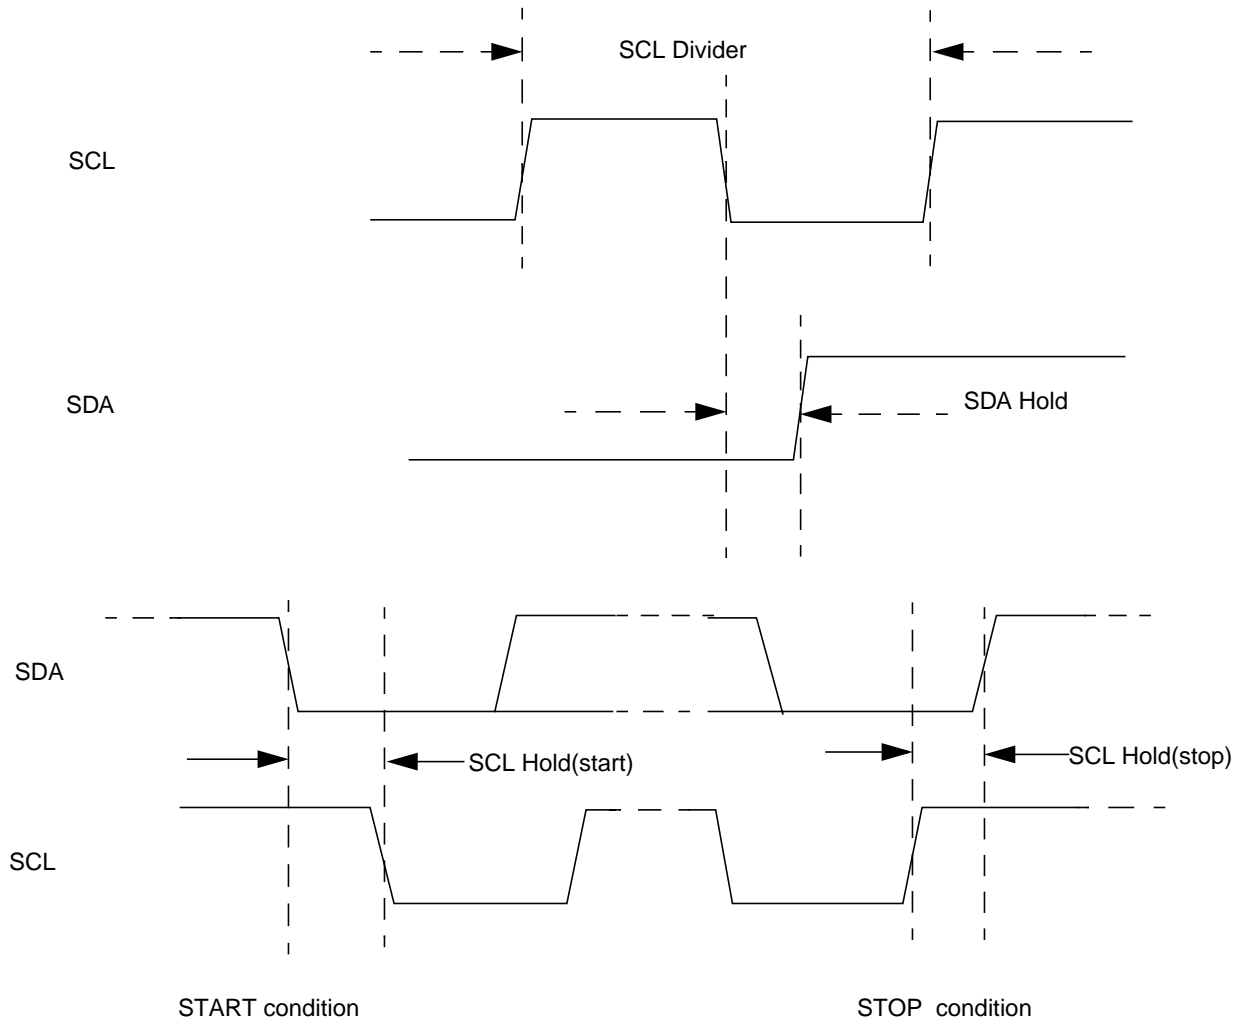 SCL Divider
SCL
SDA
SDA Hold
SDA
SCL Hold(start)
SCL Hold(stop)
SCL
START condition
STOP condition